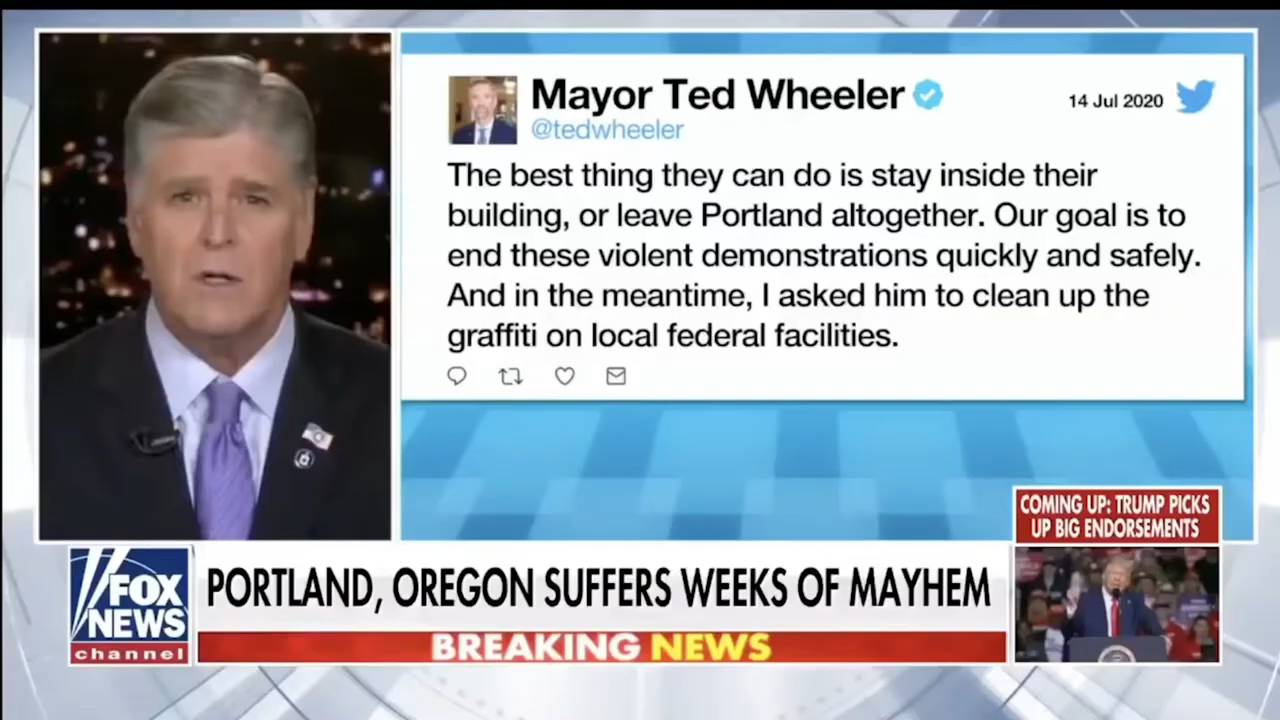 Mayor Ted Wheeler
@tedwheeler
14 Jul 2020
The best thing they can do is stay inside their
building, or leave Portland altogether. Our goal is to
end these violent demonstrations quickly and safely.
And in the meantime, I asked him to clean up the
graffiti on local federal facilities.
COMING UP: TRUMP PICKS
UP BIG ENDORSEMENTS
FOX
NEWS
channel
PORTLAND, OREGON SUFFERS WEEKS OF MAYHEM
BREAKING NEWS